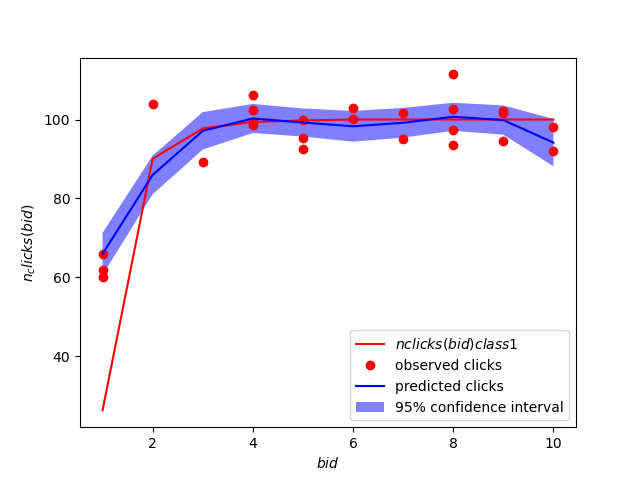 100
80
60
40
n_clicks(bid)
2
4
6
8
10
bid
nclicks(bid)class1
observed clicks
predicted clicks
95% confidence interval